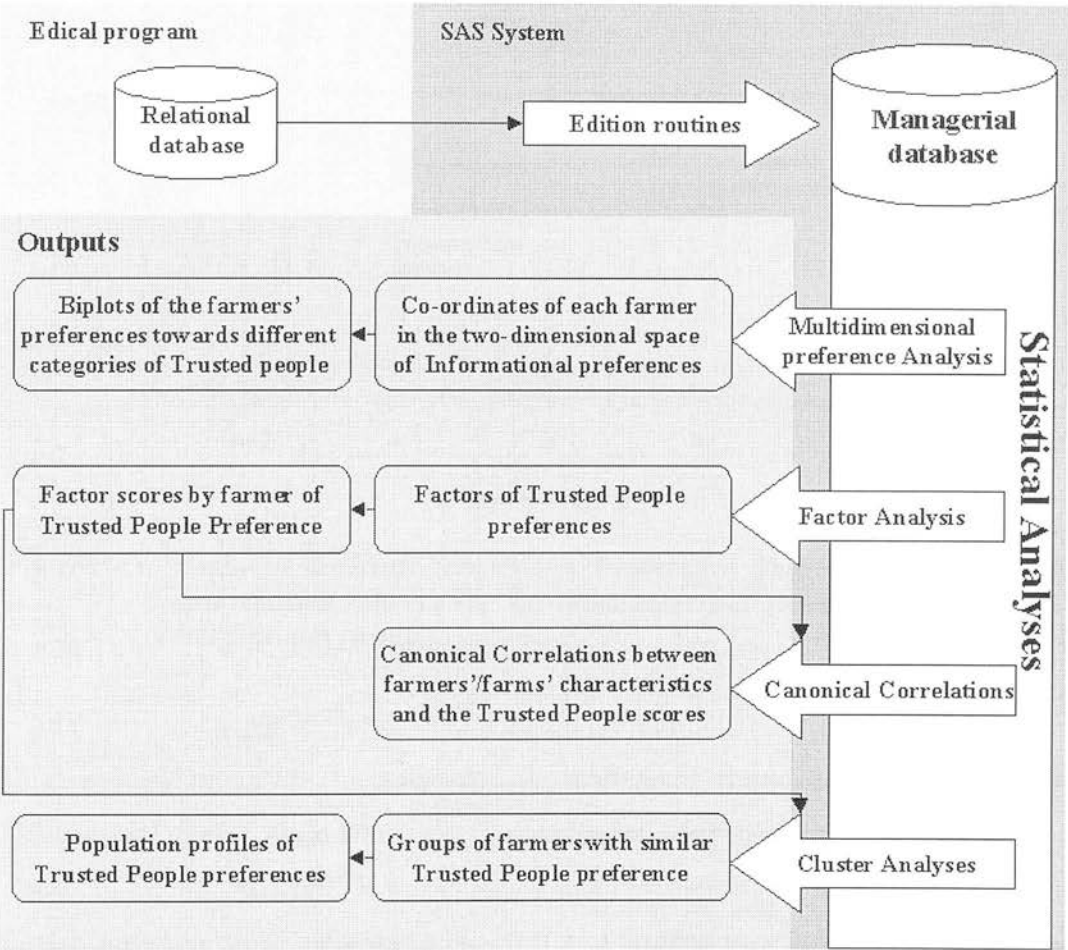 Edical program
SAS System
Relational
database
Edition routines
Managerial
database
Outputs
Biplots of the farmers’
preferences towards different
categories of Trusted people
Co-ordinates of each farmer
in the two-dimensional space
of Informational preferences
Multidimensional
preference Analysis
Statistical Analyses
Factor scores by farmer of
Trusted People Preference
Factors of Trusted People
preferences
Factor Analysis
Canonical Correlations between
farmers’/farms’ characteristics
and the Trusted People scores
Canonical Correlations
Population profiles of
Trusted People preferences
Groups of farmers with similar
Trusted People preference
Cluster Analyses